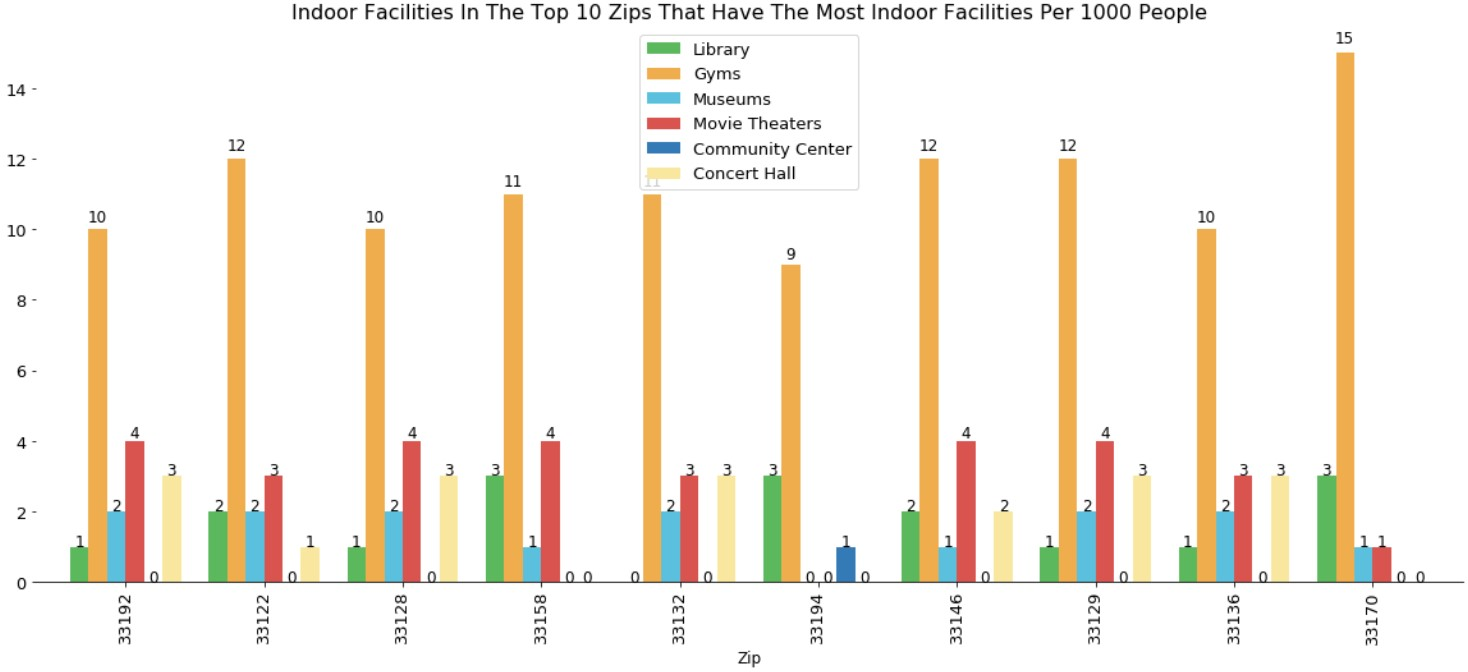 Indoor Facilities In The Top 10 Zips That Have The Most Indoor Facilities Per 1000 People
Library
Gyms
Museums
Movie Theaters
Community Center
Concert Hall
14
12
10
8
6
4
2
0
1 10 2 4 0 3
2 12 2 3 0 1
1 10 2 4 0 3
3 11 1 4 0 0
0 11 2 3 0 3
3 9 0 0 1 0
2 12 1 4 0 2
1 12 2 4 0 3
1 10 2 3 0 3
3 15 1 1 0 0
33192
33122
33128
33158
33132
33194
33146
33129
33136
33170
Zip